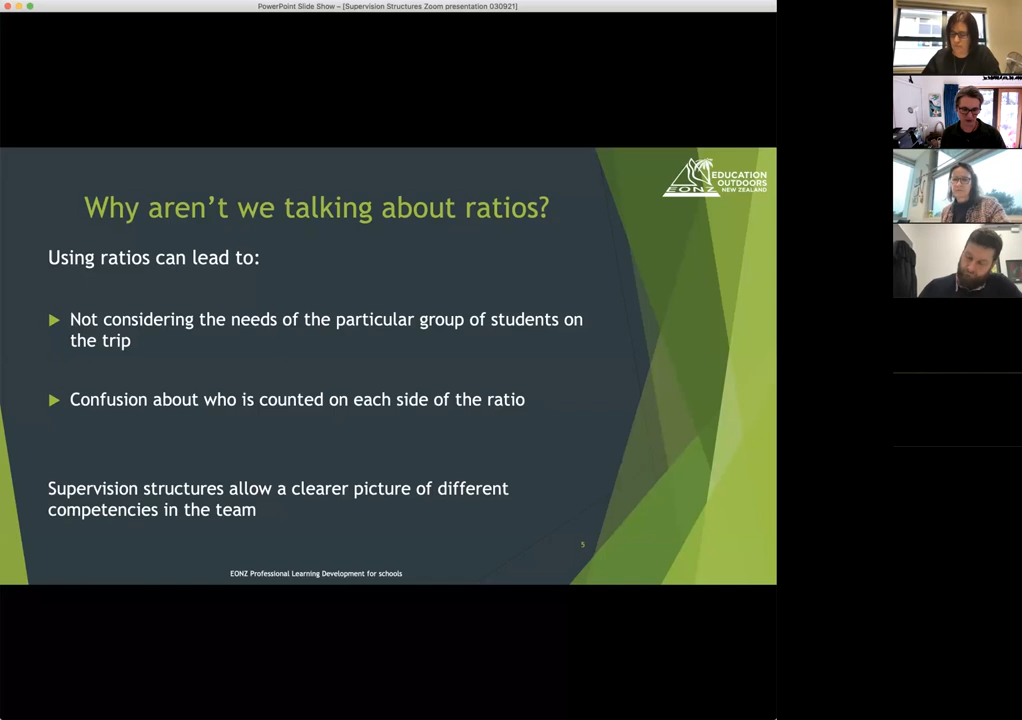 PowerPoint Slide Show – [Supervision Structures Zoom presentation 030921]
EDUCATION
OUTDOORS
NEW ZEALAND
EONZ
Why aren't we talking about ratios?
Using ratios can lead to:
Not considering the needs of the particular group of students on
the trip
Confusion about who is counted on each side of the ratio
Supervision structures allow a clearer picture of different
competencies in the team
5
EONZ Professional Learning Development for schools